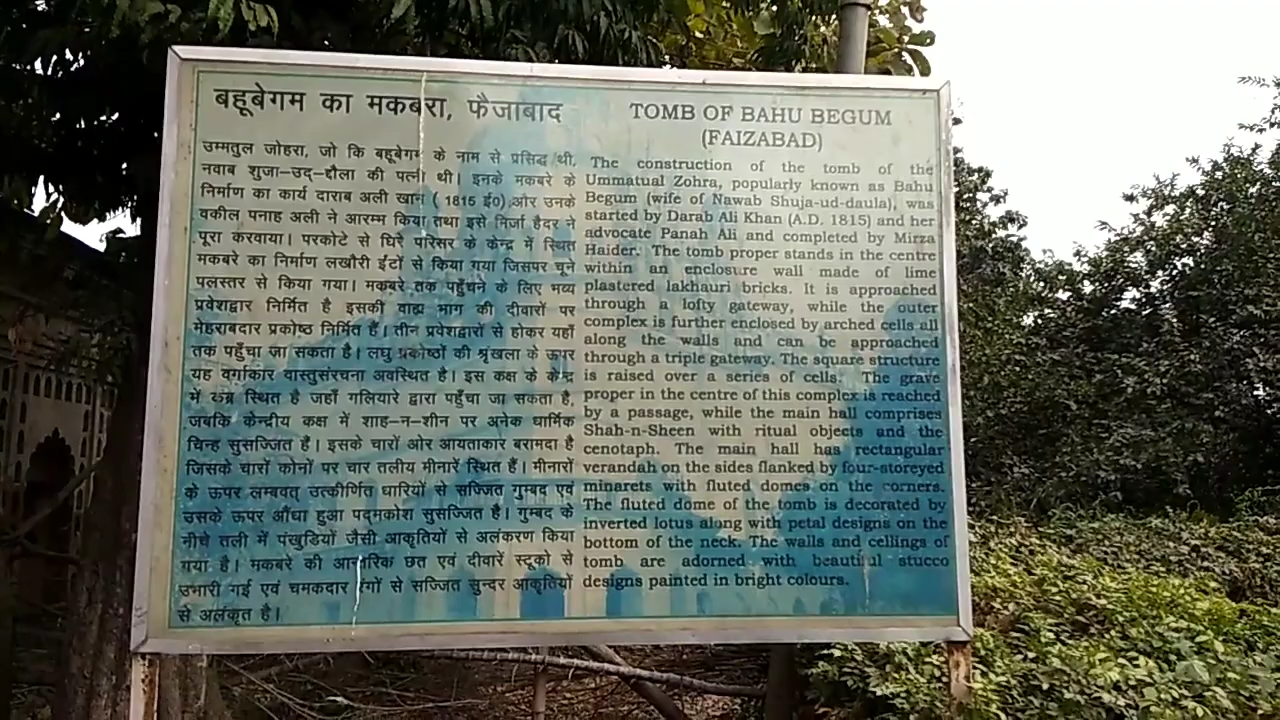 बहूबेगम का मकबरा, फैजाबाद
उम्मतुल जोहरा, जो कि बहूबेगम के नाम से प्रसिद्ध थी,
नवाब शुजा–उद्–दौला की पत्नी थी। इनके मकबरे के
निर्माण का कार्य दाराब अली खान ( 1815 ई०) और उनके
वकील पनाह अली ने आरम्भ किया तथा इसे मिर्जा हैदर ने
पूरा करवाया। परकोटे से घिरे परिसर के केन्द्र में स्थित
मकबरे का निर्माण लखौरी ईंटों से किया गया जिसपर चूने
पलस्तर से किया गया। मकबरे तक पहुँचने के लिए भव्य
प्रवेशद्वार निर्मित है इसकी वाह्य भाग की दीवारों पर
मेहराबदार प्रकोष्ठ निर्मित हैं। तीन प्रवेशद्वारों से होकर यहाँ
तक पहुँचा जा सकता है। लघु प्रकोष्ठों की श्रृंखला के ऊपर
यह वर्गाकार वास्तुसंरचना अवस्थित है। इस कक्ष के केन्द्र
में कब्र स्थित है जहाँ गलियारे द्वारा पहुँचा जा सकता है,
जबकि केन्द्रीय कक्ष में शाह–न–शीन पर अनेक धार्मिक
चिन्ह सुसज्जित हैं। इसके चारों ओर आयताकार बरामदा है
जिसके चारों कोनों पर चार तलीय मीनारें स्थित हैं। मीनारों
के ऊपर लम्बवत् उत्कीर्णित धारियों से सज्जित गुम्बद एवं
उसके ऊपर औंधा हुआ पद्मकोश सुसज्जित है। गुम्बद के
नीचे तली में पंखुडियों जैसी आकृतियों से अलंकरण किया
गया है। मकबरे की आन्तरिक छत एवं दीवारें स्टूको से
उभारी गई एवं चमकदार रंगों से सज्जित सुन्दर आकृतियों
से अलंकृत है।
TOMB OF BAHU BEGUM
(FAIZABAD)
The construction of the tomb of the
Ummatual Zohra, popularly known as Bahu
Begum (wife of Nawab Shuja-ud-daula), was
started by Darab Ali Khan (A.D. 1815) and her
advocate Panah Ali and completed by Mirza
Haider. The tomb proper stands in the centre
within an enclosure wall made of lime
plastered lakhauri bricks. It is approached
through a lofty gateway, while the outer
complex is further enclosed by arched cells all
along the walls and can be approached
through a triple gateway. The square structure
is raised over a series of cells. The grave
proper in the centre of this complex is reached
by a passage, while the main hall comprises
Shah-n-Sheen with ritual objects and the
cenotaph. The main hall has rectangular
verandah on the sides flanked by four-storeyed
minarets with fluted domes on the corners.
The fluted dome of the tomb is decorated by
inverted lotus along with petal designs on the
bottom of the neck. The walls and cellings of
tomb are adorned with beautiful stucco
designs painted in bright colours.